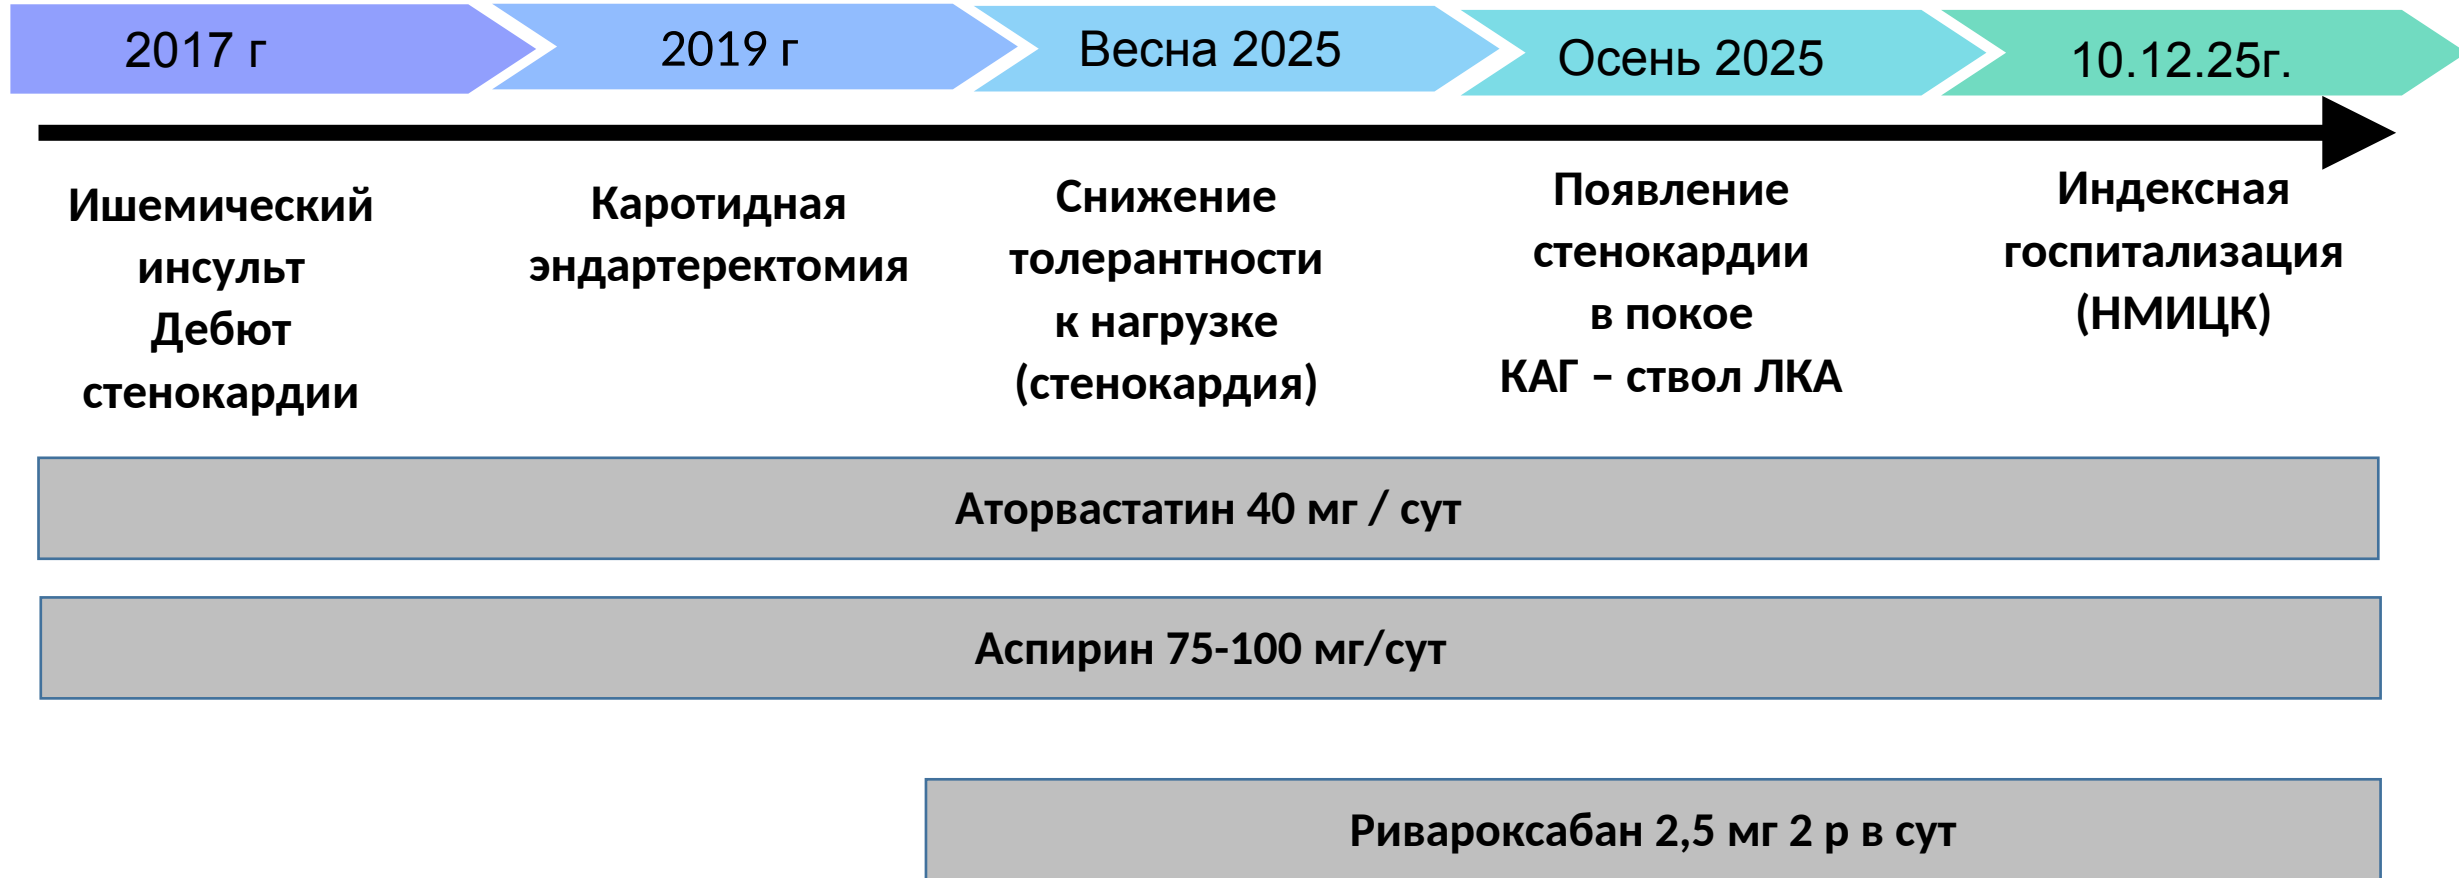 2017 г
2019 г
Весна 2025
Осень 2025
10.12.25г.
Ишемический
инсульт
Дебют
стенокардии
Каротидная
эндартеректомия
Снижение
толерантности
к нагрузке
(стенокардия)
Появление
стенокардии
в покое
КАГ – ствол ЛКА
Индексная
госпитализация
(НМИЦК)
Аторвастатин 40 мг / сут
Аспирин 75-100 мг/сут
Ривароксабан 2,5 мг 2 р в сут